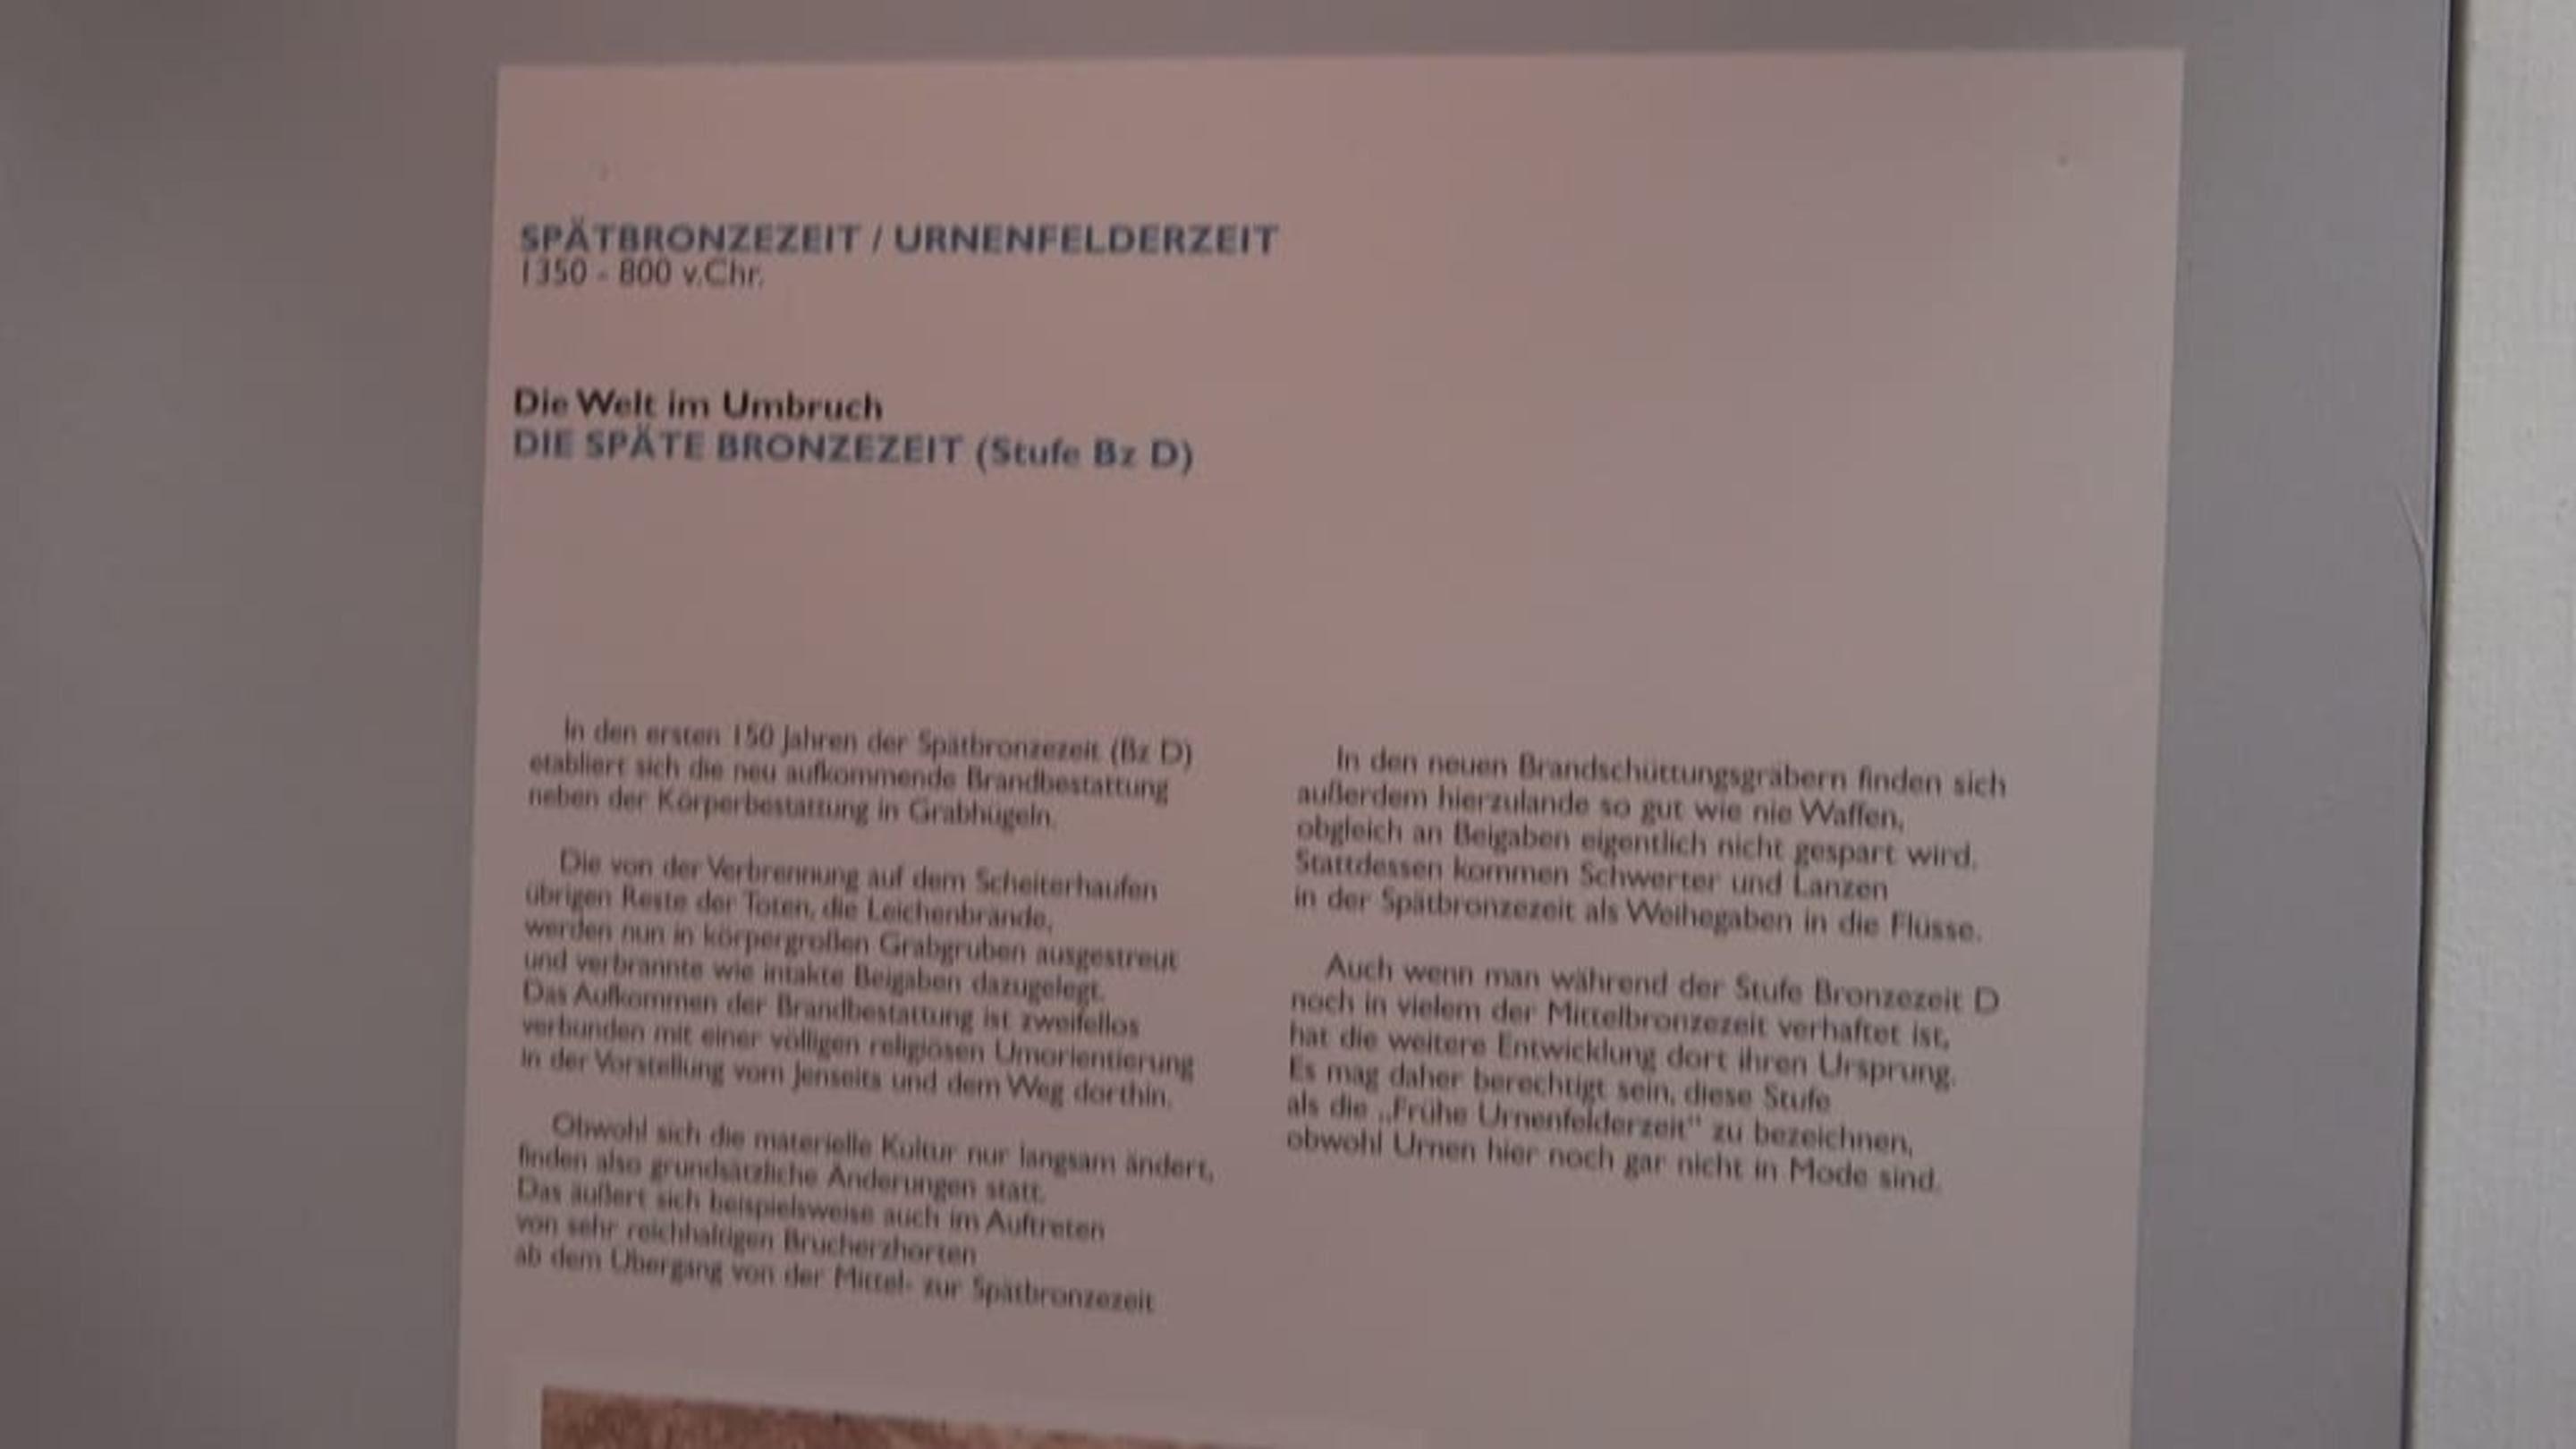 SPÄTBRONZEZEIT / URNENFELDERZEIT
1350 - 800 v.Chr.
Die Welt im Umbruch
DIE SPÄTE BRONZEZEIT (Stufe Bz D)
In den ersten 150 Jahren der Spätbronzezeit (Bz D)
etabliert sich die neu aufkommende Brandbestattung
neben der Körperbestattung in Grabhügeln.
Die von der Verbrennung auf dem Scheiterhaufen
übrigen Reste der Toten, die Leichenbrände,
werden nun in körpergroßen Grabgruben ausgestreut
und verbrannte wie intakte Beigaben dazugelegt.
Das Aufkommen der Brandbestattung ist zweifellos
verbunden mit einer völligen religiösen Umorientierung
in der Vorstellung vom Jenseits und dem Weg dorthin.
Obwohl sich die materielle Kultur nur langsam ändert,
finden also grundsätzliche Änderungen statt.
Das äußert sich beispielsweise auch im Auftreten
von sehr reichhaltigen Brucherzhorten
ab dem Übergang von der Mittel- zur Spätbronzezeit
In den neuen Brandschüttungsgräbern finden sich
außerdem hierzulande so gut wie nie Waffen,
obgleich an Beigaben eigentlich nicht gespart wird.
Stattdessen kommen Schwerter und Lanzen
in der Spätbronzezeit als Weihegaben in die Flüsse.
Auch wenn man während der Stufe Bronzezeit D
noch in vielem der Mittelbronzezeit verhaftet ist,
hat die weitere Entwicklung dort ihren Ursprung.
Es mag daher berechtigt sein, diese Stufe
als die „Frühe Urnenfelderzeit" zu bezeichnen,
obwohl Urnen hier noch gar nicht in Mode sind.